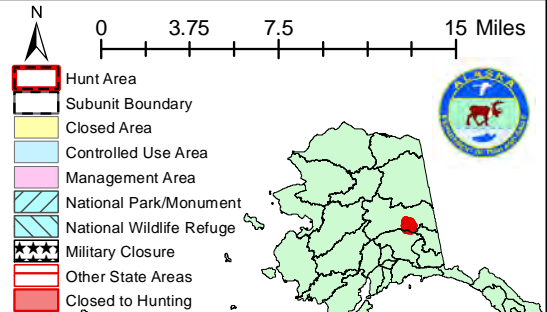 N
0 3.75 7.5 15 Miles
Hunt Area
Subunit Boundary
Closed Area
Controlled Use Area
Management Area
National Park/Monument
National Wildlife Refuge
Military Closure
Other State Areas
Closed to Hunting
ALASKA